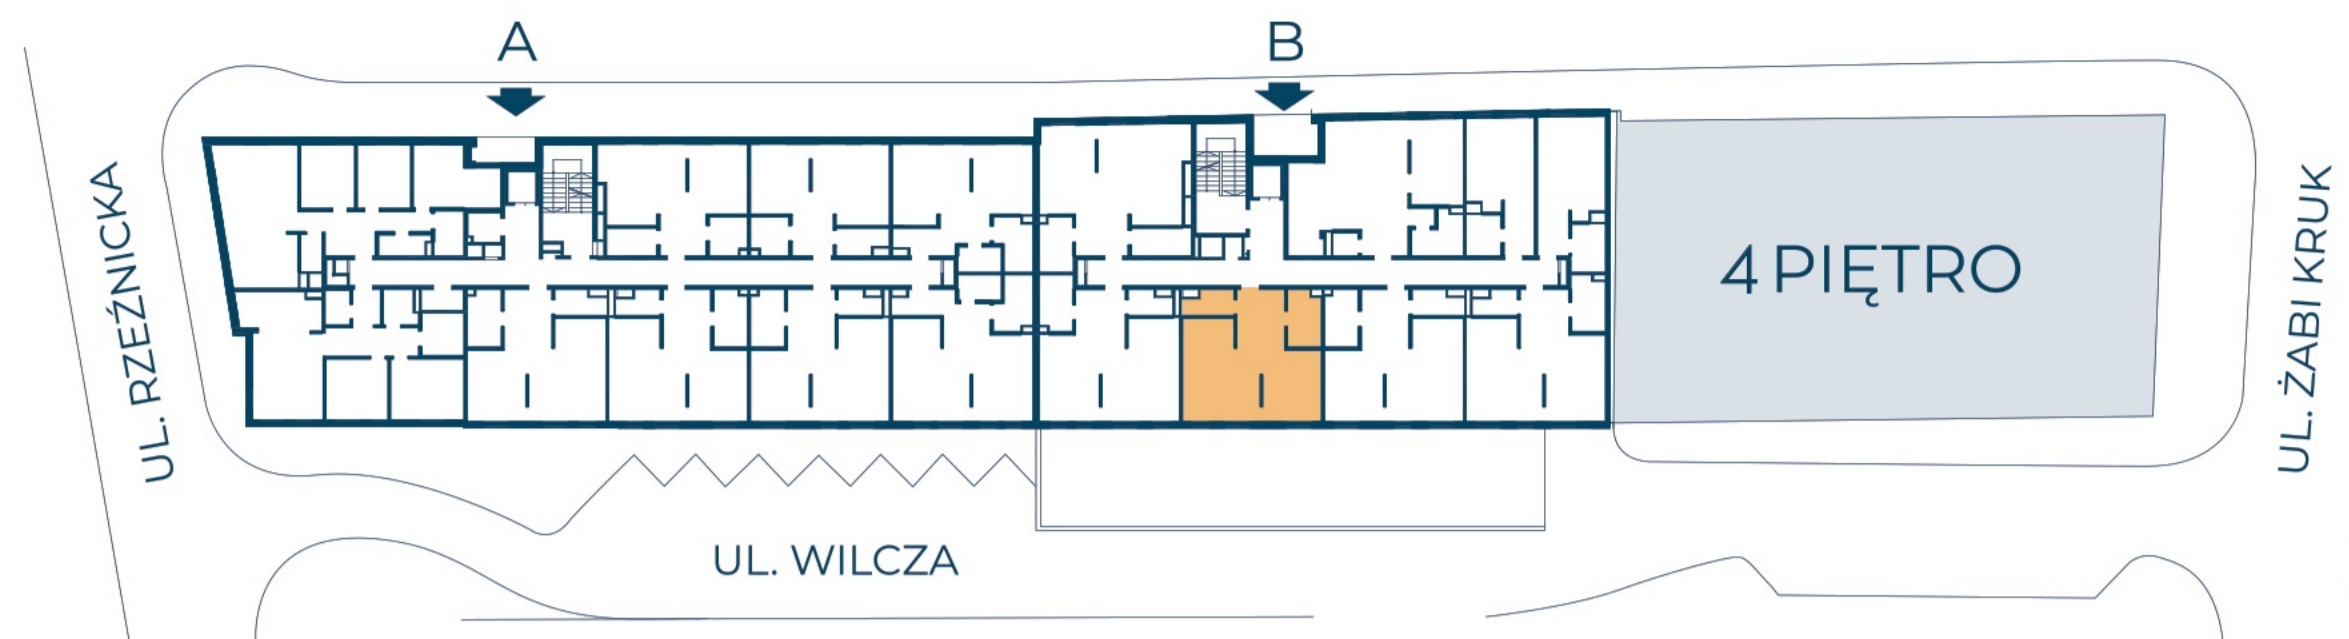 A
B
UL. RZEŹNICKA
4 PIĘTRO
UL. ŻABI KRUK
UL. WILCZA